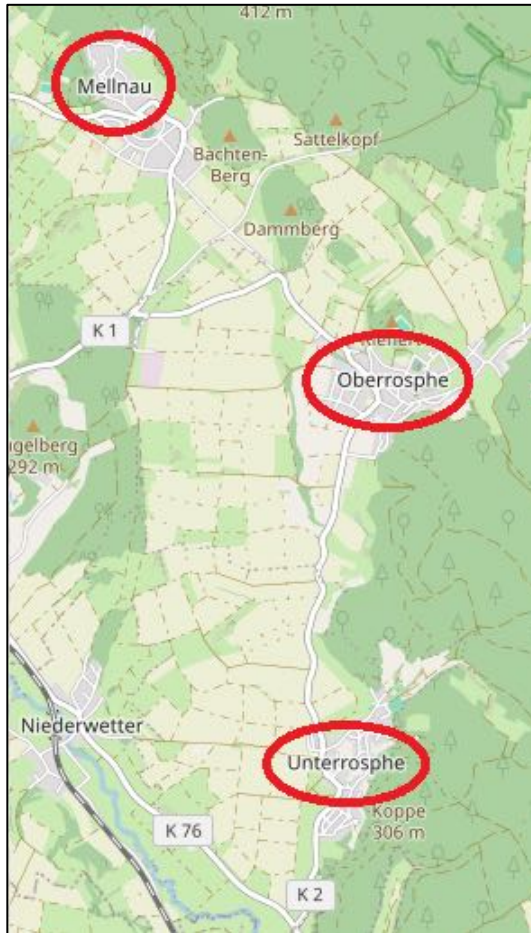 412 m
Mellnau
Sattelkopf
Bachten-
Berg
Dammberg
K 1
Oberrosphe
292 m
Niederwetter
Unterrosphe
K 76
Koppe
306 m
K 2